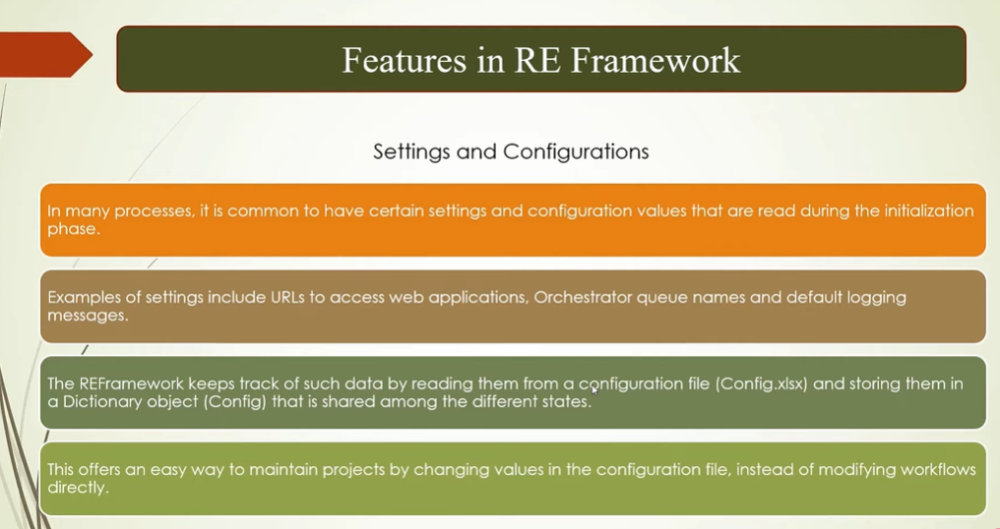 Features in RE Framework
Settings and Configurations
In many processes, it is common to have certain settings and configuration values that are read during the initialization
phase.
Examples of settings include URLs to access web applications, Orchestrator queue names and default logging
messages.
The REFramework keeps track of such data by reading them from a configuration file (Config.xlsx) and storing them in
a Dictionary object (Config) that is shared among the different states.
This offers an easy way to maintain projects by changing values in the configuration file, instead of modifying workflows
directly.